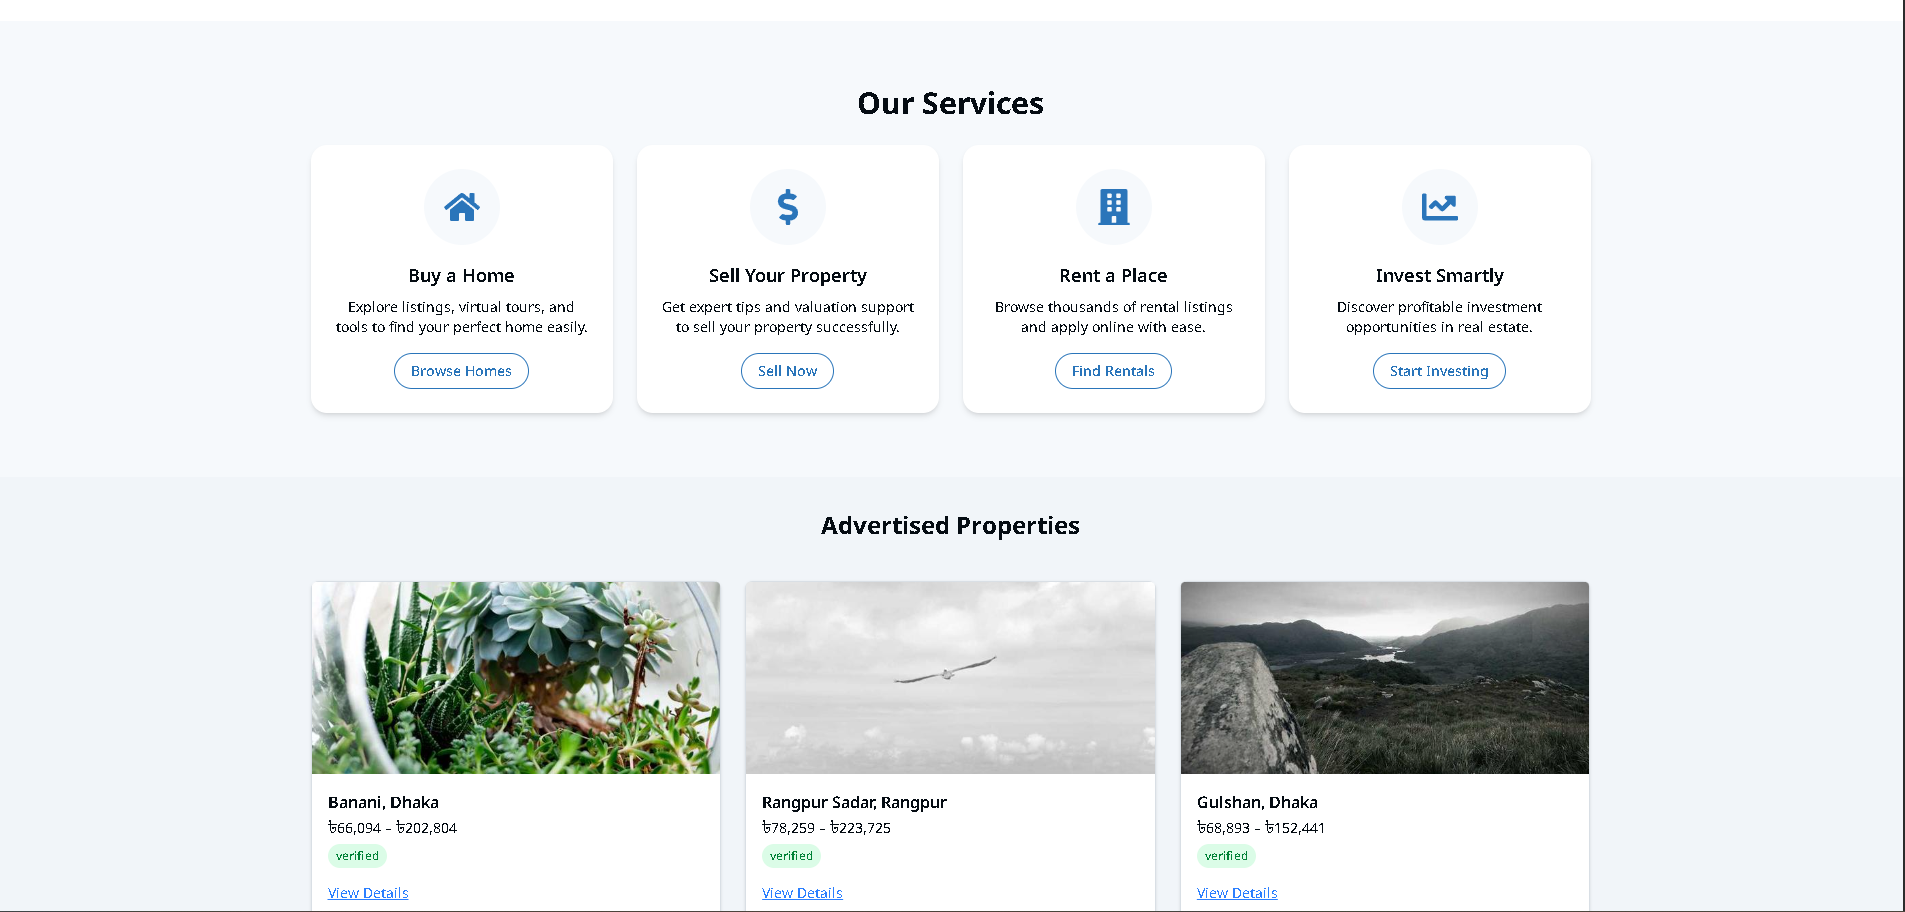 Our Services
Buy a Home
Explore listings, virtual tours, and
tools to find your perfect home easily.
Browse Homes
Sell Your Property
Get expert tips and valuation support
to sell your property successfully.
Sell Now
Rent a Place
Browse thousands of rental listings
and apply online with ease.
Find Rentals
Invest Smartly
Discover profitable investment
opportunities in real estate.
Start Investing
Advertised Properties
Banani, Dhaka
৳66,094 – ৳202,804
verified
View Details
Rangpur Sadar, Rangpur
৳78,259 – ৳223,725
verified
View Details
Gulshan, Dhaka
৳68,893 – ৳152,441
verified
View Details